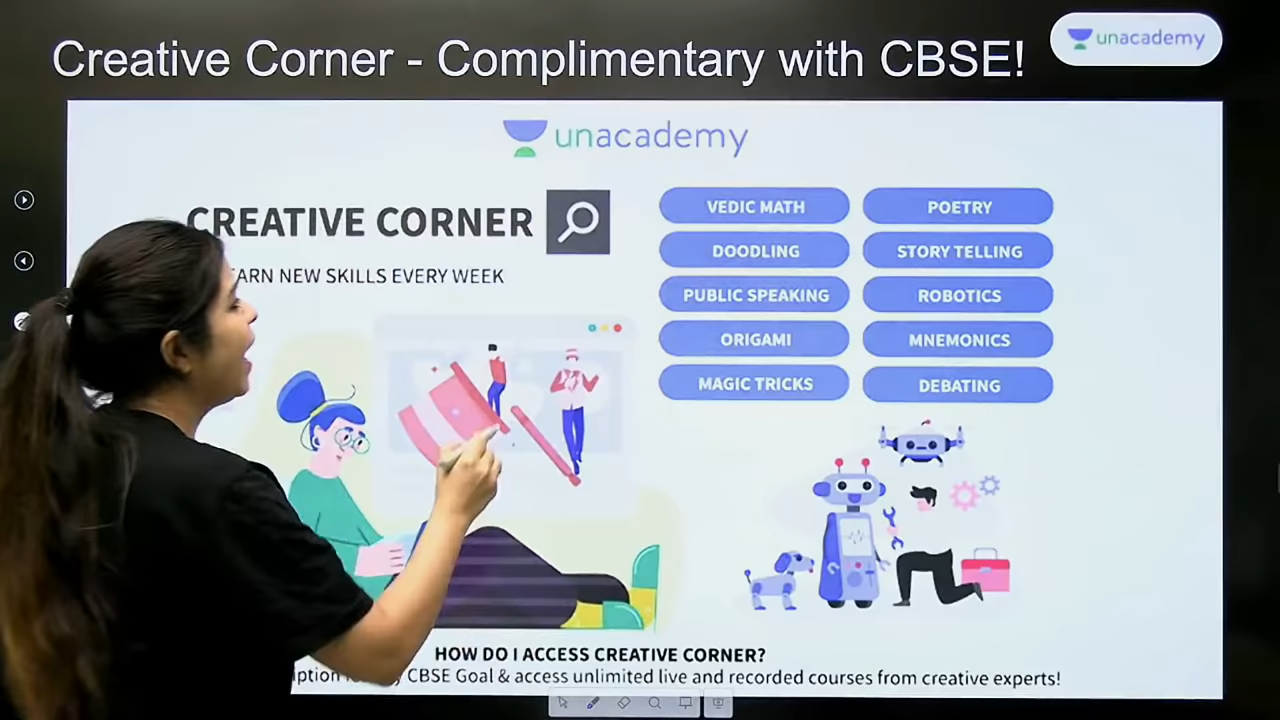 Creative Corner - Complimentary with CBSE!
unacademy
unacademy
CREATIVE CORNER
EARN NEW SKILLS EVERY WEEK
VEDIC MATH
POETRY
DOODLING
STORY TELLING
PUBLIC SPEAKING
ROBOTICS
ORIGAMI
MNEMONICS
MAGIC TRICKS
DEBATING
HOW DO I ACCESS CREATIVE CORNER?
CBSE Goal & access unlimited live and recorded courses from creative experts!